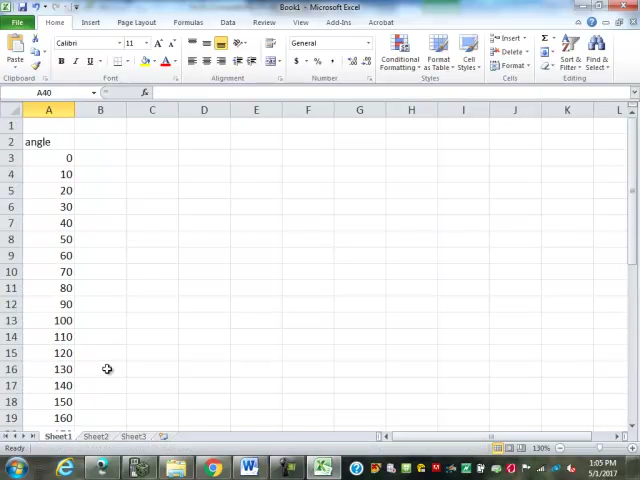 Book1 - Microsoft Excel
File Home Insert Page Layout Formulas Data Review View Add-Ins Acrobat
Paste
Calibri 11 General Conditional Formatting Format as Table Cell Styles Insert Delete Format Sort & Filter Find & Select
Clipboard Font Alignment Number Styles Cells Editing
A40 fx
A B C D E F G H I J K L
1
2 angle
3 0
4 10
5 20
6 30
7 40
8 50
9 60
10 70
11 80
12 90
13 100
14 110
15 120
16 130
17 140
18 150
19 160
Sheet1 Sheet2 Sheet3
Ready 130%
1:05 PM
5/1/2017